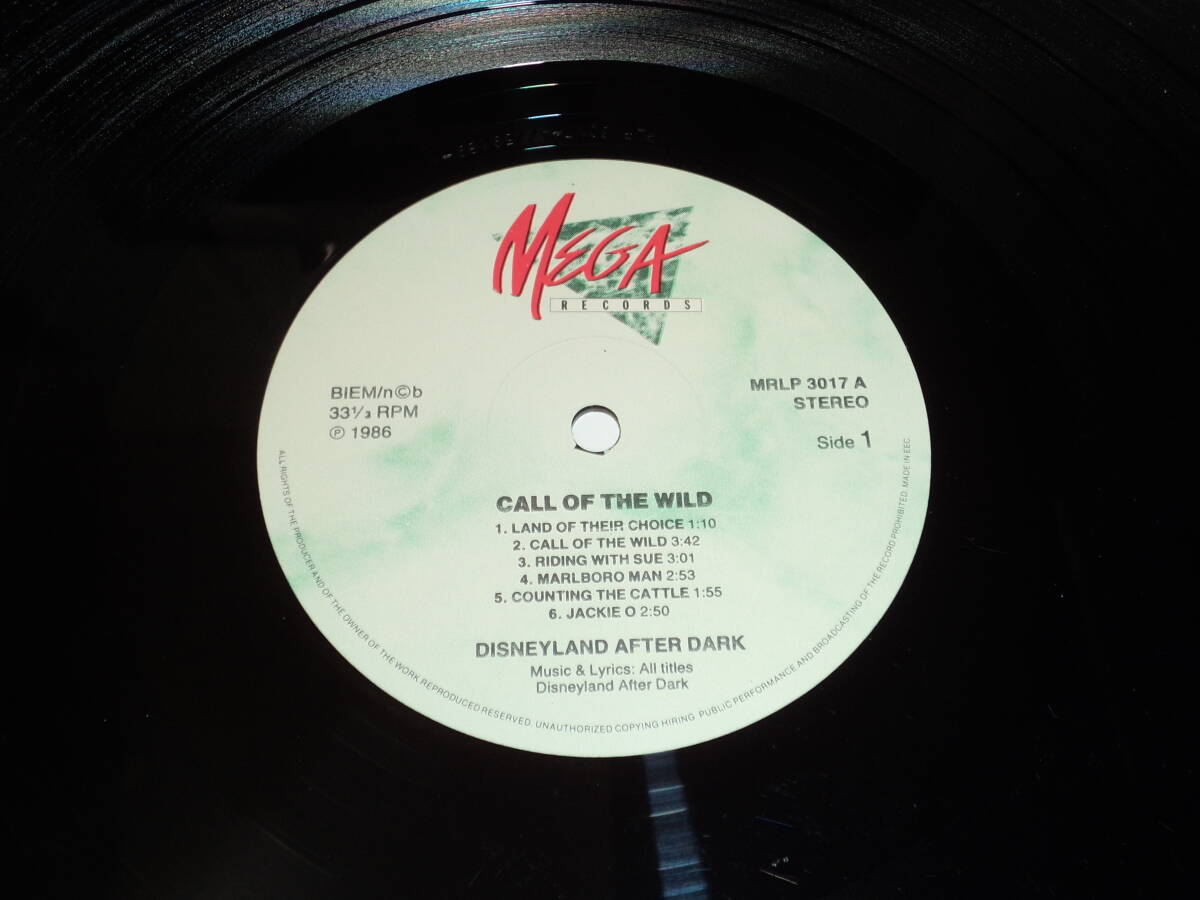 MEGA
RECORDS
BIEM/n©b
33⅓ RPM
℗ 1986
MRLP 3017 A
STEREO
Side 1
CALL OF THE WILD
1. LAND OF THEIR CHOICE 1:10
2. CALL OF THE WILD 3:42
3. RIDING WITH SUE 3:01
4. MARLBORO MAN 2:53
5. COUNTING THE CATTLE 1:55
6. JACKIE O 2:50
DISNEYLAND AFTER DARK
Music & Lyrics: All titles
Disneyland After Dark
ALL RIGHTS OF THE PRODUCER AND OF THE OWNER OF THE WORK REPRODUCED RESERVED. UNAUTHORIZED COPYING HIRING PUBLIC PERFORMANCE AND BROADCASTING OF THE RECORD PROHIBITED. MADE IN EEC